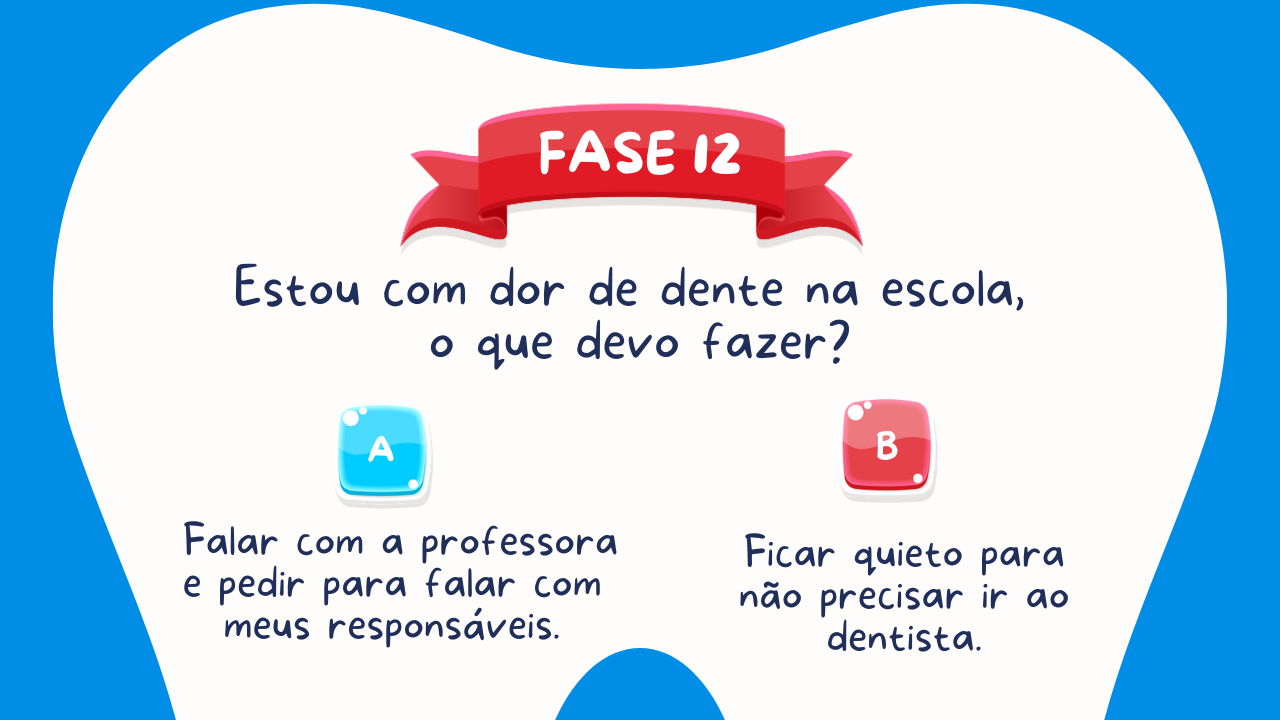 FASE 12
Estou com dor de dente na escola,
o que devo fazer?
A
Falar com a professora
e pedir para falar com
meus responsáveis.
B
Ficar quieto para
não precisar ir ao
dentista.